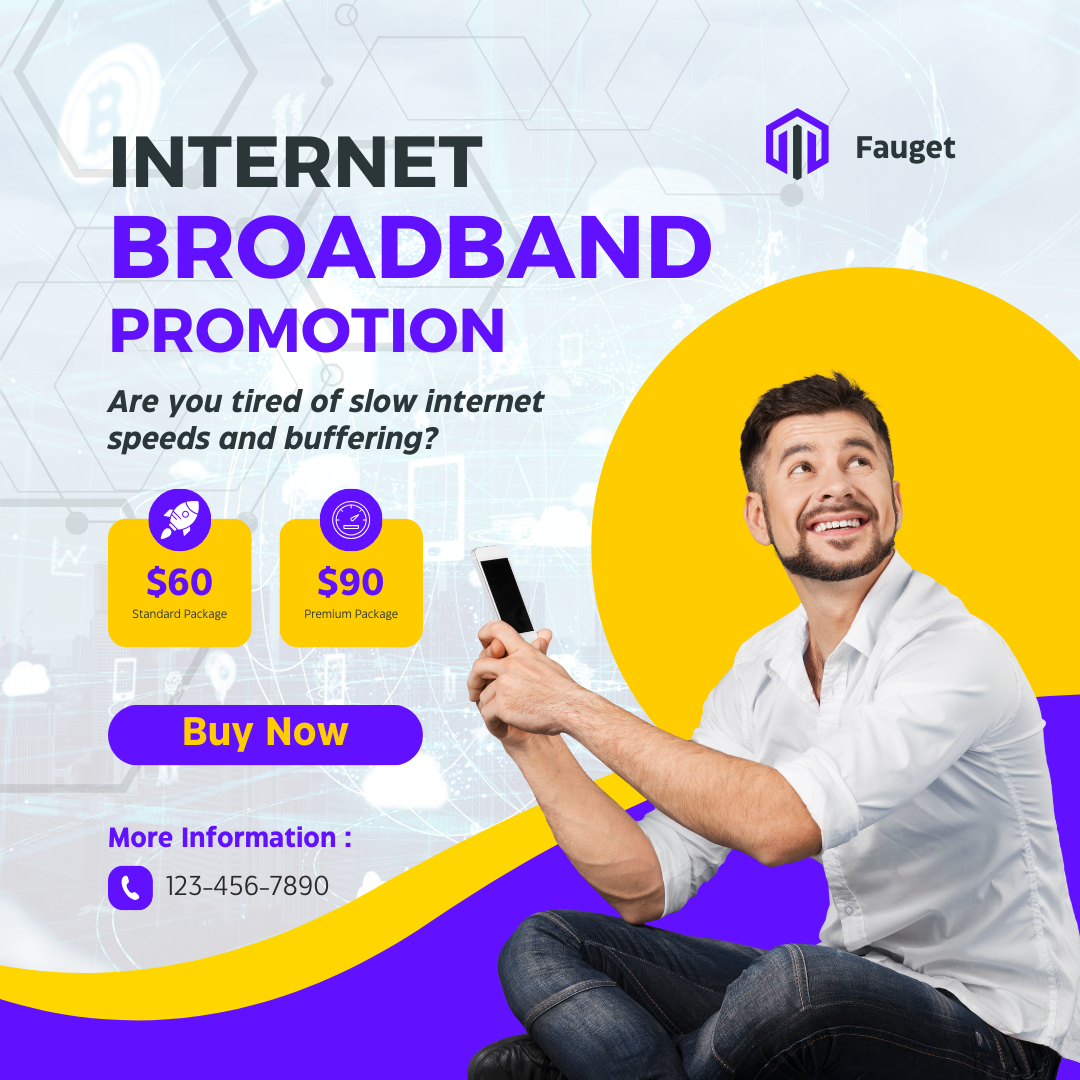 INTERNET
BROADBAND
PROMOTION
Fauget
Are you tired of slow internet
speeds and buffering?
$60
Standard Package
$90
Premium Package
Buy Now
More Information :
123-456-7890